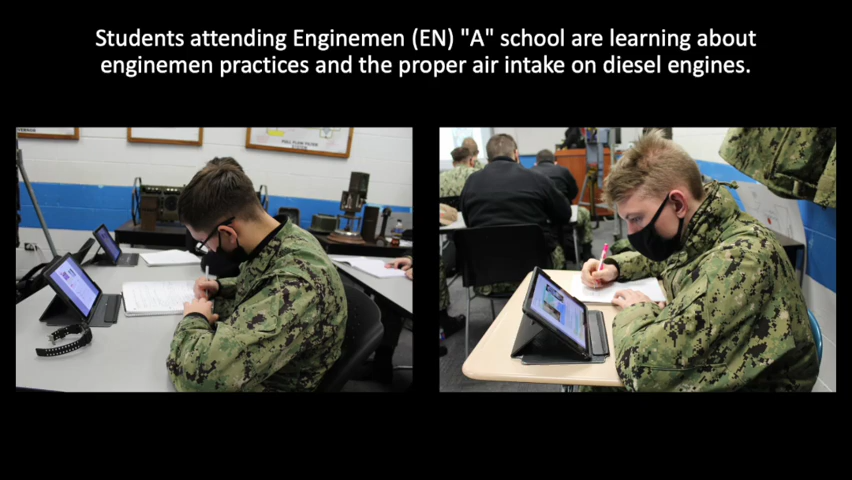 Students attending Enginemen (EN) "A" school are learning about
enginemen practices and the proper air intake on diesel engines.